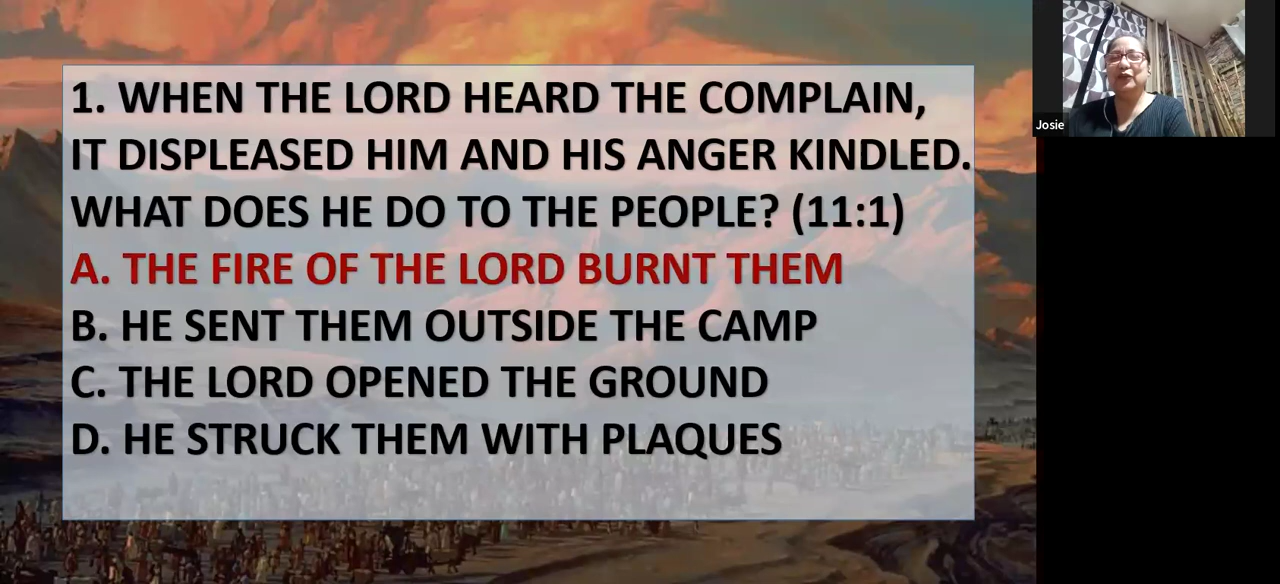 1. WHEN THE LORD HEARD THE COMPLAIN,
IT DISPLEASED HIM AND HIS ANGER KINDLED.
WHAT DOES HE DO TO THE PEOPLE? (11:1)
A. THE FIRE OF THE LORD BURNT THEM
B. HE SENT THEM OUTSIDE THE CAMP
C. THE LORD OPENED THE GROUND
D. HE STRUCK THEM WITH PLAQUES
Josie